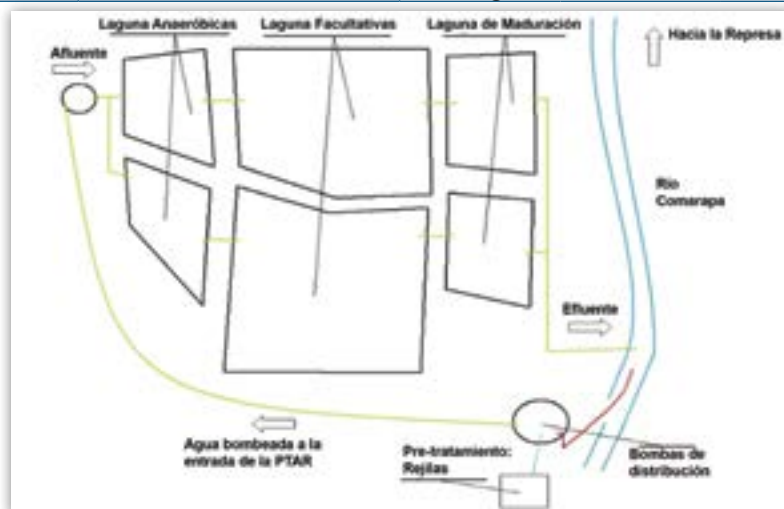 Laguna Anaeróbicas
Laguna Facultativas
Laguna de Maduración
Hacia la Represa
Afluente
Río
Comarapa
Efluente
Agua bombeada a la
entrada de la PTAR
Pre-tratamiento:
Rejilas
Bombas de
distribución